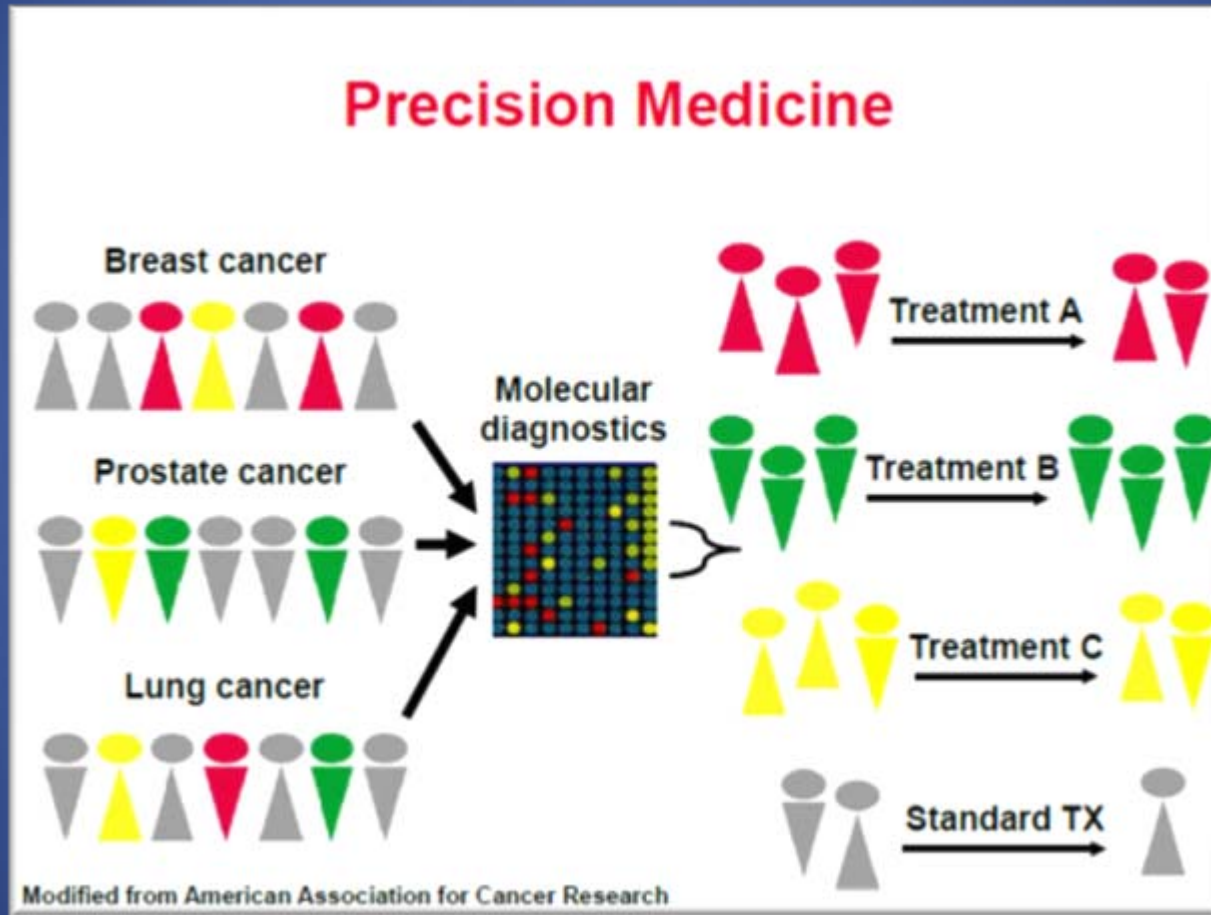 Precision Medicine
Breast cancer
Prostate cancer
Lung cancer
Molecular
diagnostics
Treatment A
Treatment B
Treatment C
Standard TX
Modified from American Association for Cancer Research